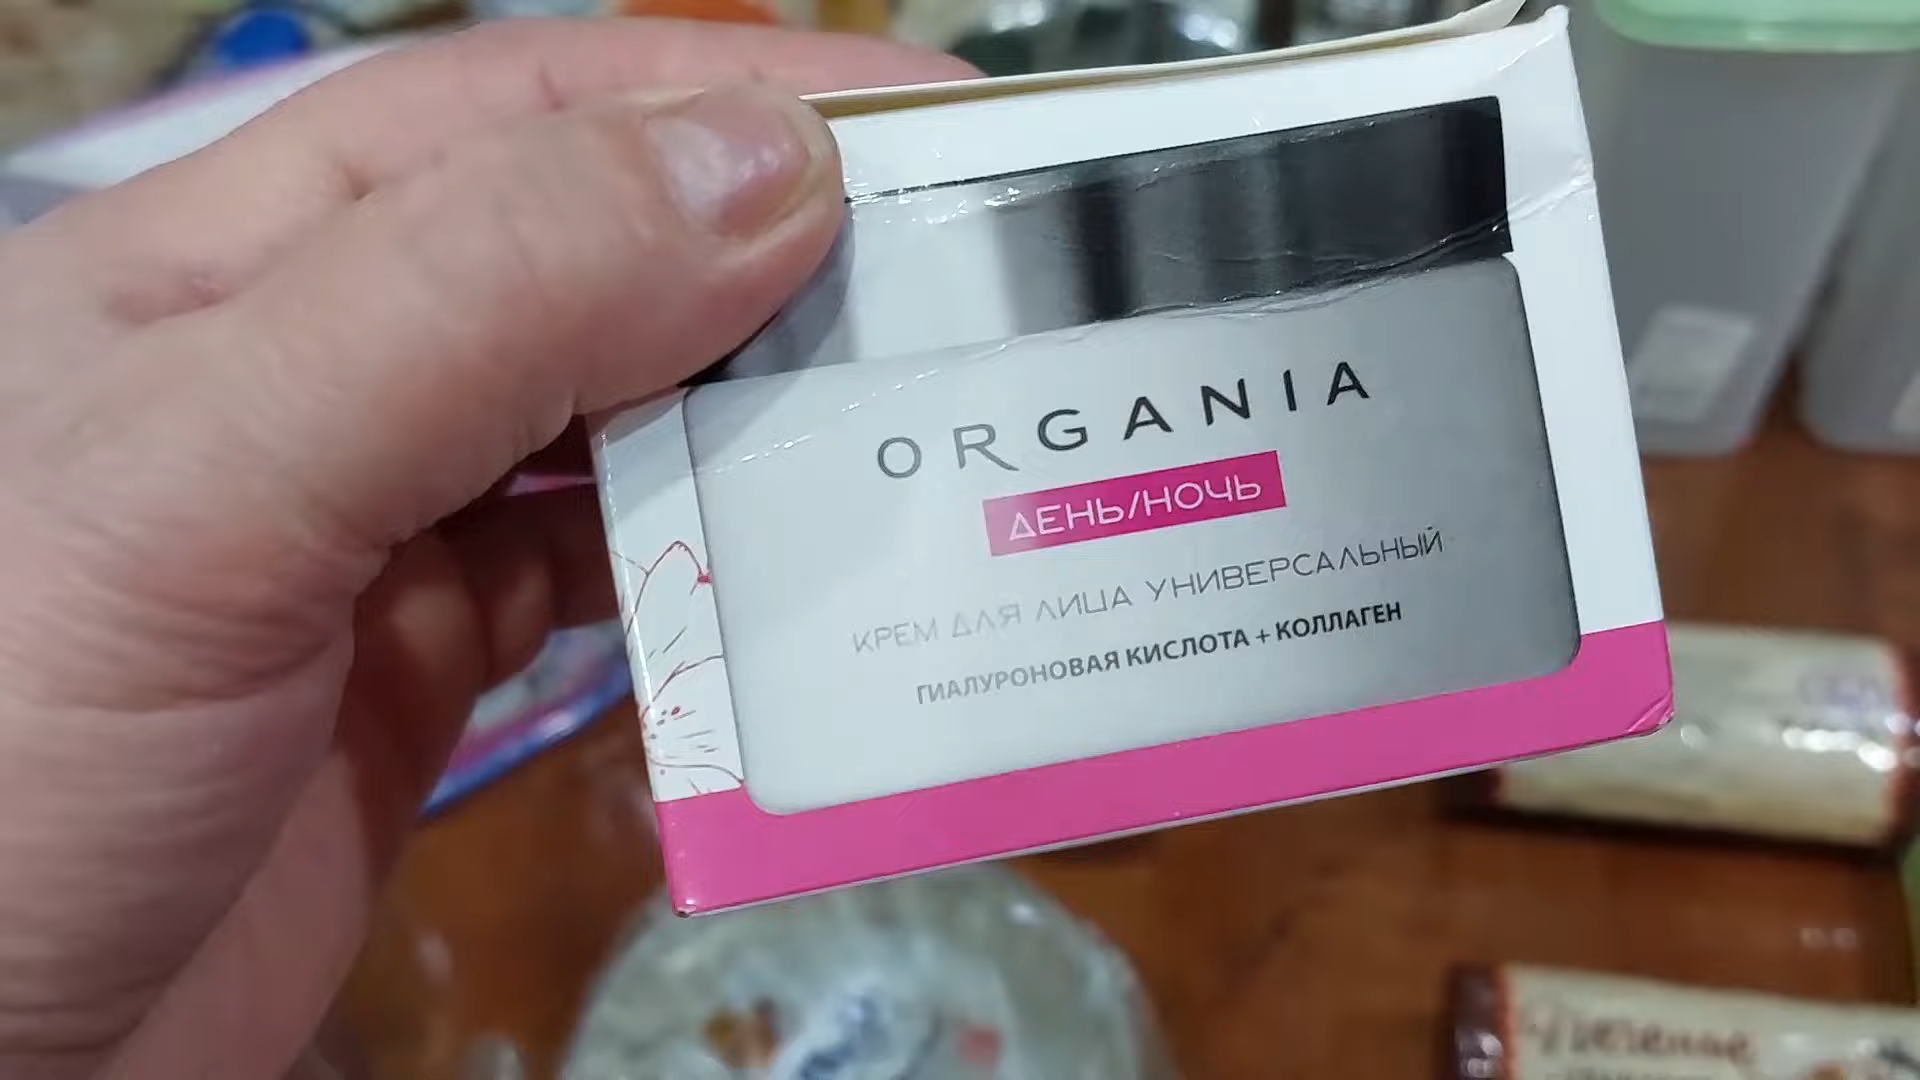 ORGANIA
ДЕНЬ/НОЧЬ
КРЕМ ДЛЯ ЛИЦА УНИВЕРСАЛЬНЫЙ
ГИАЛУРОНОВАЯ КИСЛОТА + КОЛЛАГЕН